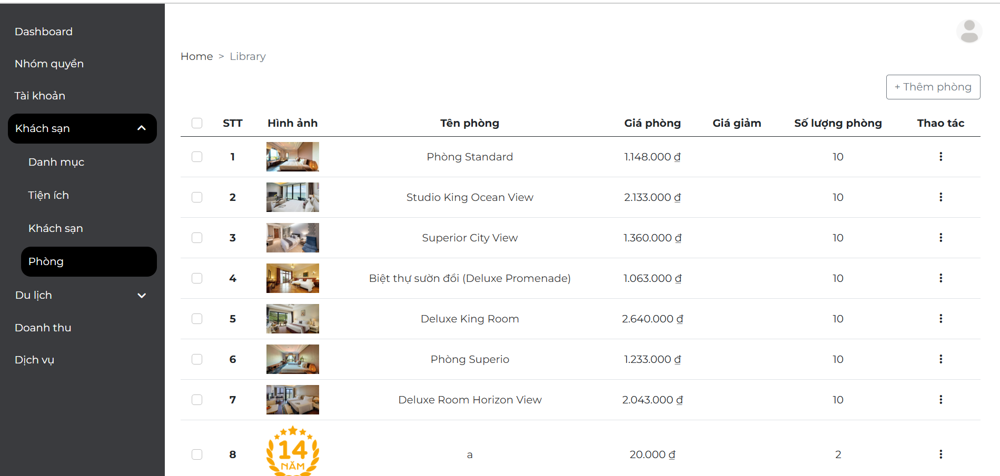 Dashboard
Nhóm quyền
Tài khoản
Khách sạn
Danh mục
Tiện ích
Khách sạn
Phòng
Du lịch
Doanh thu
Dịch vụ
Home > Library
+ Thêm phòng
STT Hình ảnh Tên phòng Giá phòng Giá giảm Số lượng phòng Thao tác
1 Phòng Standard 1.148.000 ₫ 10
2 Studio King Ocean View 2.133.000 ₫ 10
3 Superior City View 1.360.000 ₫ 10
4 Biệt thự sườn đồi (Deluxe Promenade) 1.063.000 ₫ 10
5 Deluxe King Room 2.640.000 ₫ 10
6 Phòng Superio 1.233.000 ₫ 10
7 Deluxe Room Horizon View 2.043.000 ₫ 10
14
NĂM
8 a 20.000 ₫ 2